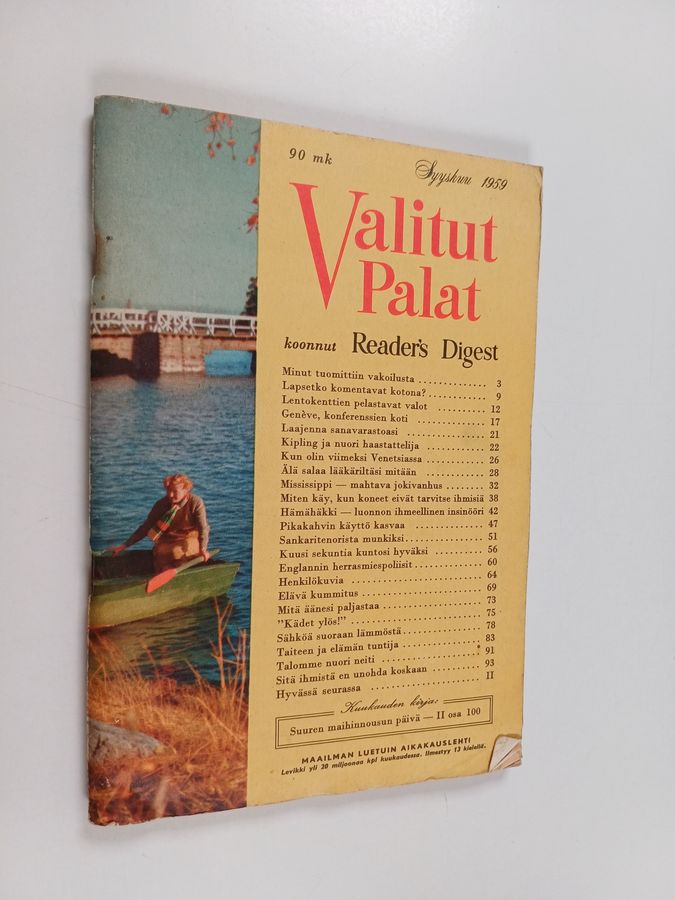 90 mk
Syyskuu 1959
Valitut
Palat
koonnut Reader's Digest
Minut tuomittiin vakoilusta . . . . . . . . . . . . . 3
Lapsetko komentavat kotona? . . . . . . . . . . . 9
Lentokenttien pelastavat valot . . . . . . . . . 12
Genève, konferenssien koti . . . . . . . . . . . . 17
Laajenna sanavarastoasi . . . . . . . . . . . . . . 21
Kipling ja nuori haastattelija . . . . . . . . . . . 22
Kun olin viimeksi Venetsiassa . . . . . . . . . . . 26
Älä salaa lääkäriltäsi mitään . . . . . . . . . . . 28
Mississippi — mahtava jokivanhus . . . . . . . . 32
Miten käy, kun koneet eivät tarvitse ihmisiä 38
Hämähäkki — luonnon ihmeellinen insinööri 42
Pikakahvin käyttö kasvaa . . . . . . . . . . . . . 47
Sankaritenorista munkiksi . . . . . . . . . . . . . 51
Kuusi sekuntia kuntosi hyväksi . . . . . . . . . . 56
Englannin herrasmiespoliisit . . . . . . . . . . . . 60
Henkilökuvia . . . . . . . . . . . . . . . . . . . . 64
Elävä kummitus . . . . . . . . . . . . . . . . . . . 69
Mitä äänesi paljastaa . . . . . . . . . . . . . . . . 73
"Kädet ylös!" . . . . . . . . . . . . . . . . . . . . 75
Sähköä suoraan lämmöstä . . . . . . . . . . . . . . 78
Taiteen ja elämän tuntija . . . . . . . . . . . . . 83
Talomme nuori neiti . . . . . . . . . . . . . . . . 91
Sitä ihmistä en unohda koskaan . . . . . . . . . . 93
Hyvässä seurassa . . . . . . . . . . . . . . . . . . II
Kuukauden kirja:
Suuren maihinnousun päivä — II osa 100
MAAILMAN LUETUIN AIKAKAUSLEHTI
Levikki yli 20 miljoonaa kpl kuukaudessa. Ilmestyy 13 kielellä.